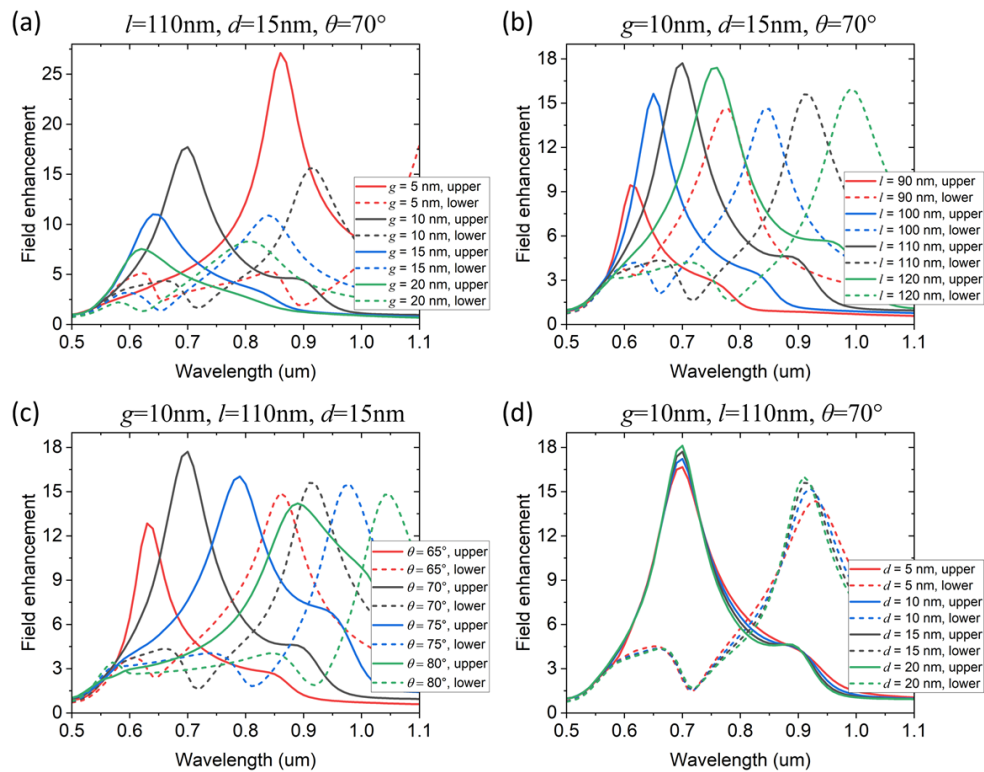 (a)
l=110nm, d=15nm, θ=70°
Field enhancement
25
20
15
10
5
0
g = 5 nm, upper
g = 5 nm, lower
g = 10 nm, upper
g = 10 nm, lower
g = 15 nm, upper
g = 15 nm, lower
g = 20 nm, upper
g = 20 nm, lower
0.5 0.6 0.7 0.8 0.9 1.0 1.1
Wavelength (um)
(b)
g=10nm, d=15nm, θ=70°
Field enhancement
18
15
12
9
6
3
0
l = 90 nm, upper
l = 90 nm, lower
l = 100 nm, upper
l = 100 nm, lower
l = 110 nm, upper
l = 110 nm, lower
l = 120 nm, upper
l = 120 nm, lower
0.5 0.6 0.7 0.8 0.9 1.0 1.1
Wavelength (um)
(c)
g=10nm, l=110nm, d=15nm
Field enhancement
18
15
12
9
6
3
0
θ = 65°, upper
θ = 65°, lower
θ = 70°, upper
θ = 70°, lower
θ = 75°, upper
θ = 75°, lower
θ = 80°, upper
θ = 80°, lower
0.5 0.6 0.7 0.8 0.9 1.0 1.1
Wavelength (um)
(d)
g=10nm, l=110nm, θ=70°
Field enhancement
18
15
12
9
6
3
0
d = 5 nm, upper
d = 5 nm, lower
d = 10 nm, upper
d = 10 nm, lower
d = 15 nm, upper
d = 15 nm, lower
d = 20 nm, upper
d = 20 nm, lower
0.5 0.6 0.7 0.8 0.9 1.0 1.1
Wavelength (um)